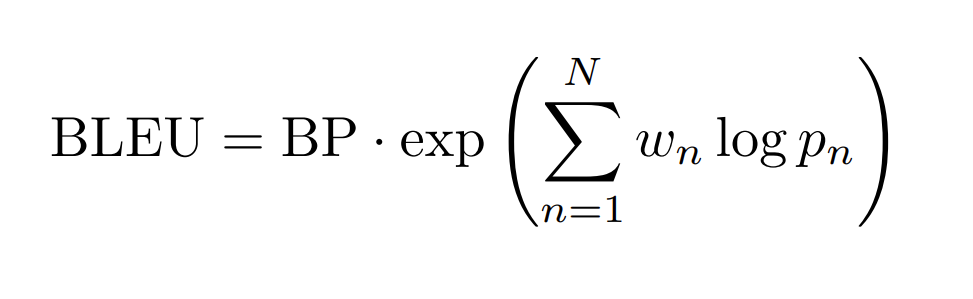 BLEU = BP · exp ( ∑_{n=1}^{N} w_n log p_n )